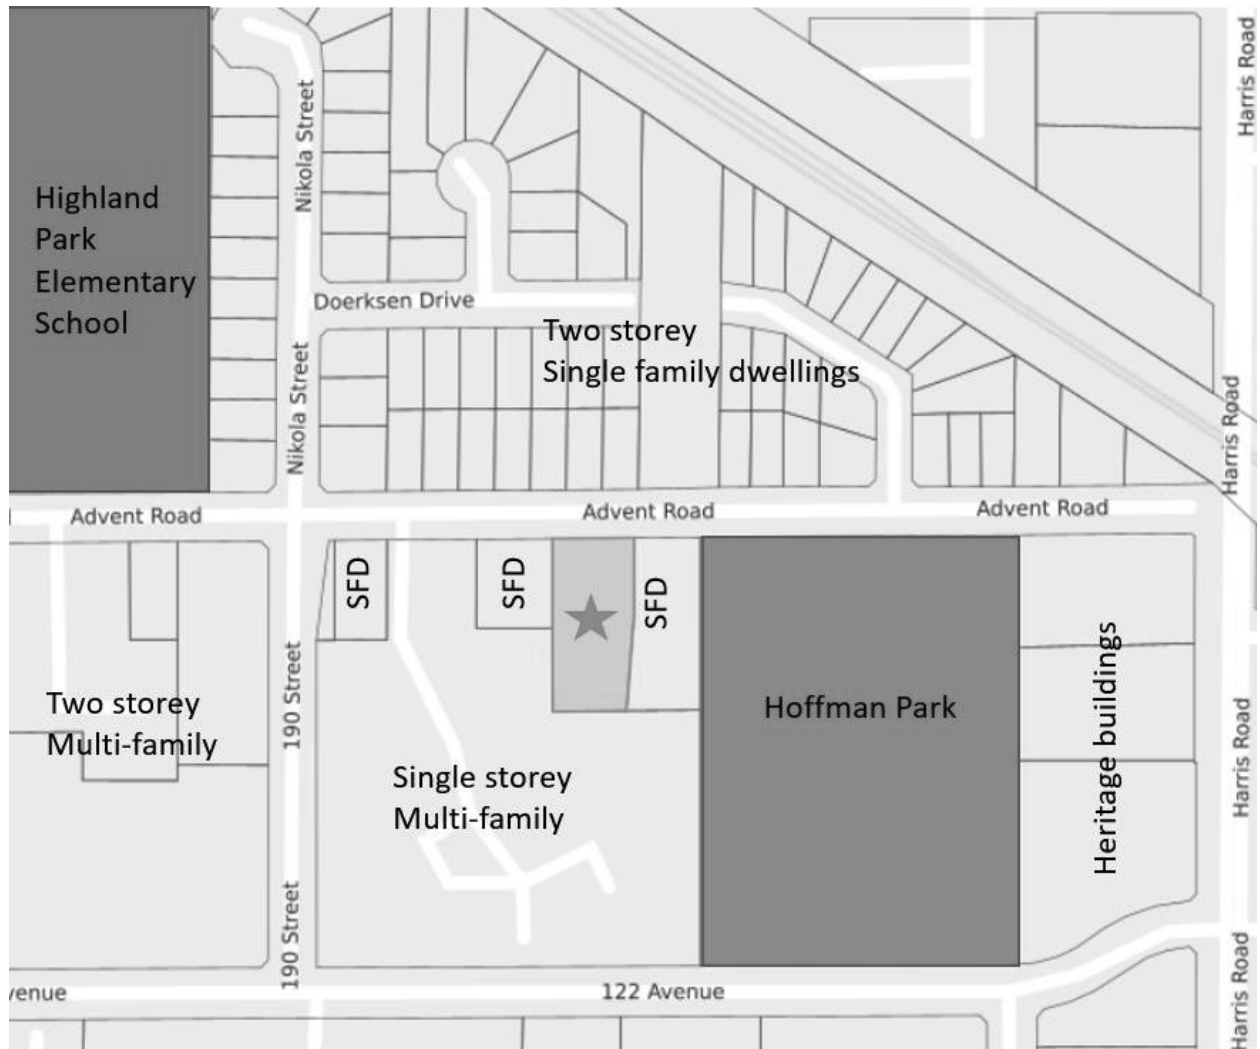 Harris Road
Nikola Street
Highland
Park
Elementary
School
Doerksen Drive
Two storey
Single family dwellings
Nikola Street
Harris Road
Advent Road
Advent Road
Advent Road
SFD
SFD
SFD
190 Street
Two storey
Multi-family
Hoffman Park
Heritage buildings
Harris Road
Single storey
Multi-family
190 Street
Harris Road
venue
122 Avenue